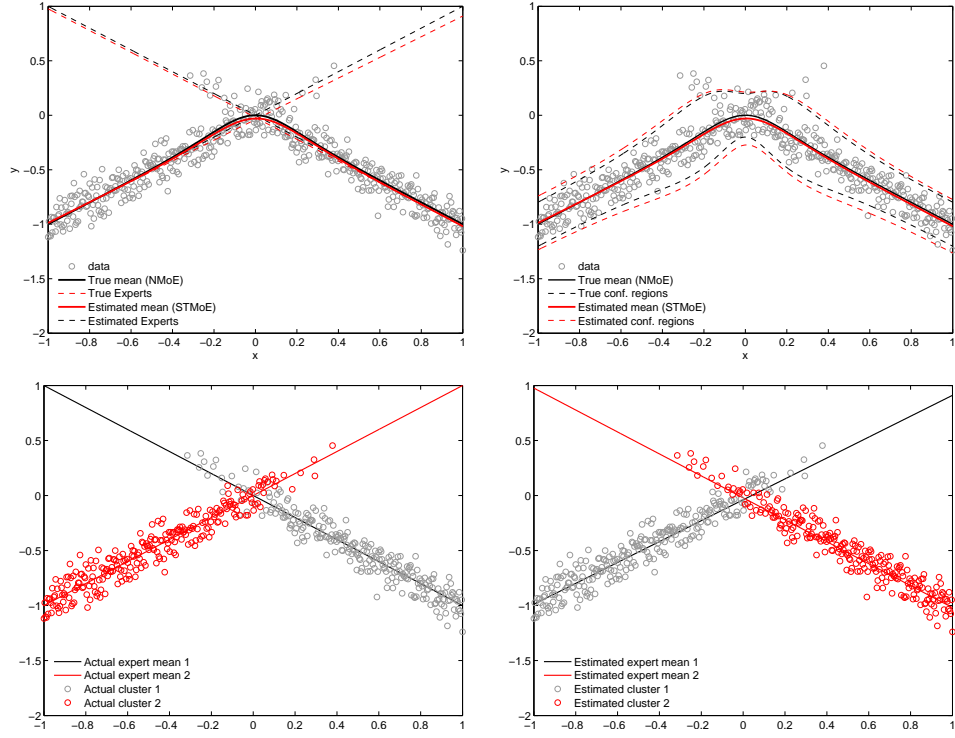 1
0.5
0
−0.5
−1
−1.5
−2
y
data
True mean (NMoE)
True Experts
Estimated mean (STMoE)
Estimated Experts
−1 −0.8 −0.6 −0.4 −0.2 0 0.2 0.4 0.6 0.8 1
x
1
0.5
0
−0.5
−1
−1.5
−2
y
data
True mean (NMoE)
True conf. regions
Estimated mean (STMoE)
Estimated conf. regions
−1 −0.8 −0.6 −0.4 −0.2 0 0.2 0.4 0.6 0.8 1
x
1
0.5
0
−0.5
−1
−1.5
−2
Actual expert mean 1
Actual expert mean 2
Actual cluster 1
Actual cluster 2
−1 −0.8 −0.6 −0.4 −0.2 0 0.2 0.4 0.6 0.8 1
1
0.5
0
−0.5
−1
−1.5
−2
Estimated expert mean 1
Estimated expert mean 2
Estimated cluster 1
Estimated cluster 2
−1 −0.8 −0.6 −0.4 −0.2 0 0.2 0.4 0.6 0.8 1